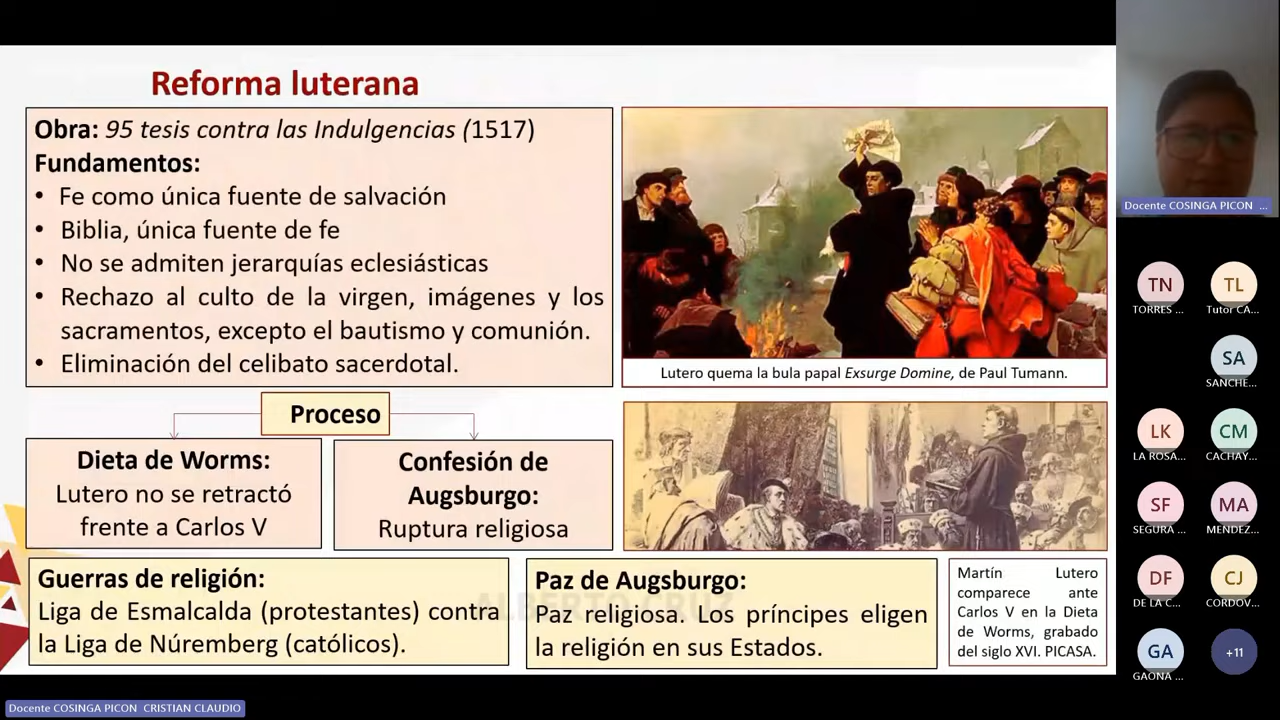 Reforma luterana
Obra: 95 tesis contra las Indulgencias (1517)
Fundamentos:
• Fe como única fuente de salvación
• Biblia, única fuente de fe
• No se admiten jerarquías eclesiásticas
• Rechazo al culto de la virgen, imágenes y los
sacramentos, excepto el bautismo y comunión.
• Eliminación del celibato sacerdotal.
Lutero quema la bula papal Exsurge Domine, de Paul Tumann.
Proceso
Dieta de Worms:
Lutero no se retractó
frente a Carlos V
Confesión de
Augsburgo:
Ruptura religiosa
Guerras de religión:
Liga de Esmalcalda (protestantes) contra
la Liga de Núremberg (católicos).
Paz de Augsburgo:
Paz religiosa. Los príncipes eligen
la religión en sus Estados.
Martín Lutero
comparece ante
Carlos V en la Dieta
de Worms, grabado
del siglo XVI. PICASA.
Docente COSINGA PICON ...
TN
TORRES ...
TL
Tutor CA...
SA
SANCHE...
LK
LA ROSA...
CM
CACHAY...
SF
SEGURA ...
MA
MENDEZ...
DF
DE LA C...
CJ
CORDOV...
GA
GAONA ...
+11
Docente COSINGA PICON CRISTIAN CLAUDIO